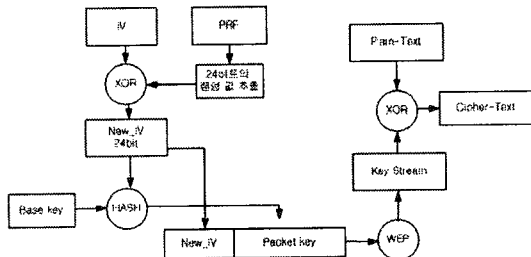 IV
PRF
Plain-Text
XOR
24비트의
랜덤 값 추출
XOR
Cipher-Text
New_IV
24bit
Key Stream
Base key
HASH
New_IV
Packet key
WEP